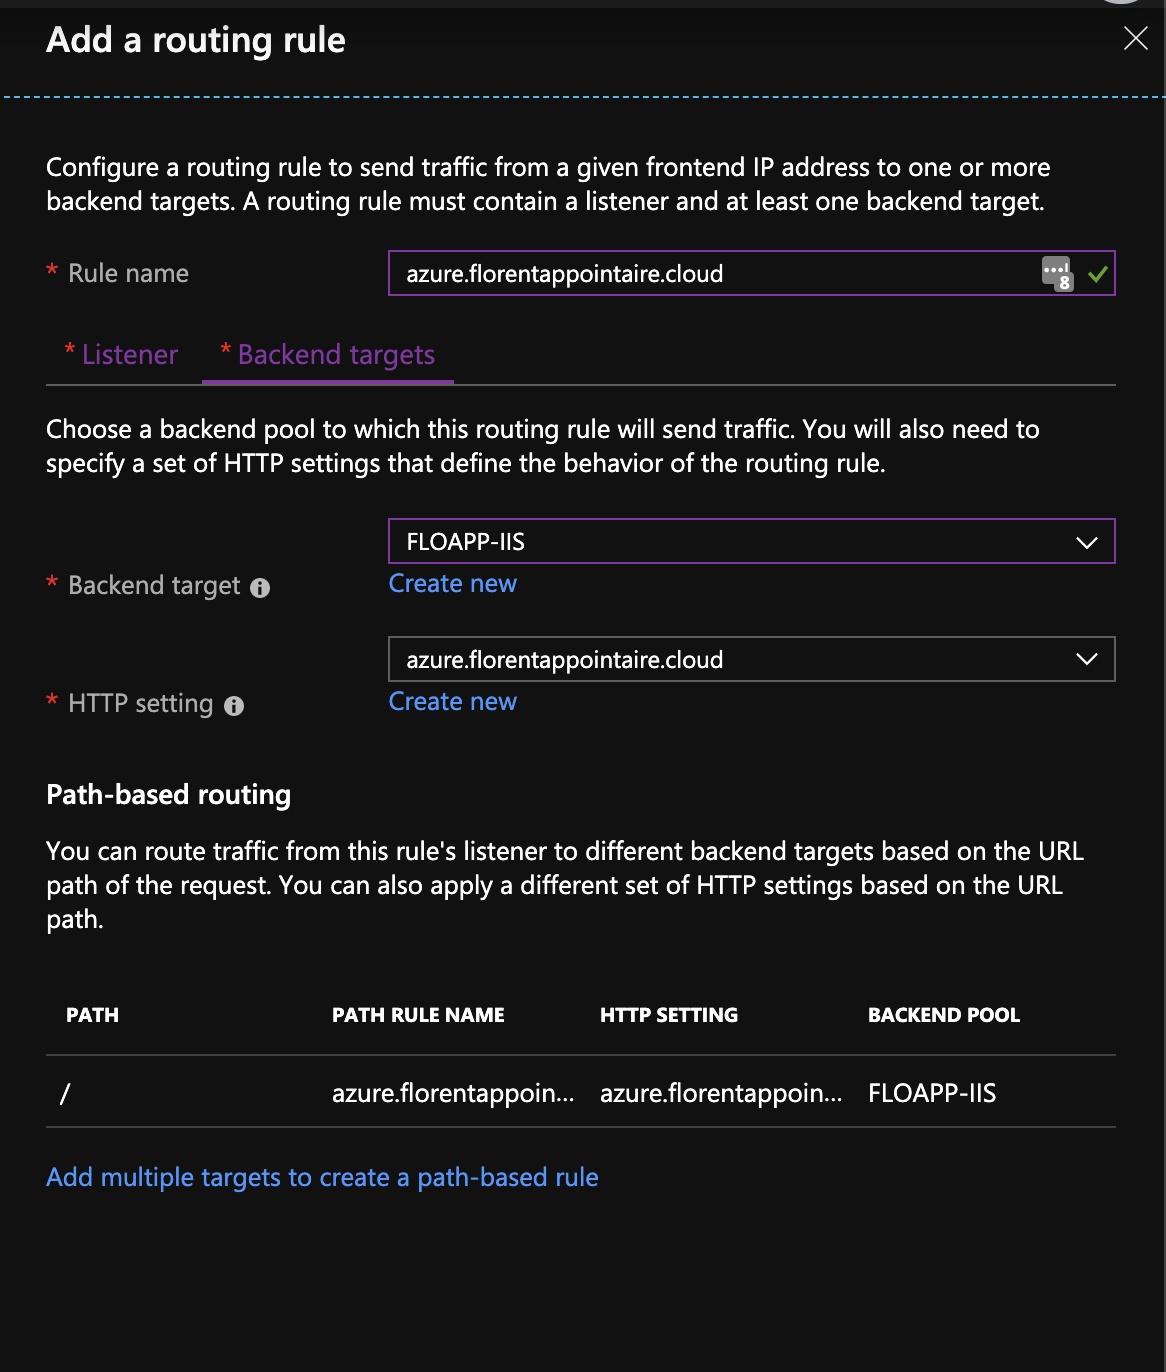 Add a routing rule
Configure a routing rule to send traffic from a given frontend IP address to one or more
backend targets. A routing rule must contain a listener and at least one backend target.
* Rule name
azure.florentappointaire.cloud
8
* Listener
* Backend targets
Choose a backend pool to which this routing rule will send traffic. You will also need to
specify a set of HTTP settings that define the behavior of the routing rule.
FLOAPP-IIS
* Backend target
Create new
azure.florentappointaire.cloud
* HTTP setting
Create new
Path-based routing
You can route traffic from this rule's listener to different backend targets based on the URL
path of the request. You can also apply a different set of HTTP settings based on the URL
path.
PATH PATH RULE NAME HTTP SETTING BACKEND POOL
/ azure.florentappoin... azure.florentappoin... FLOAPP-IIS
Add multiple targets to create a path-based rule